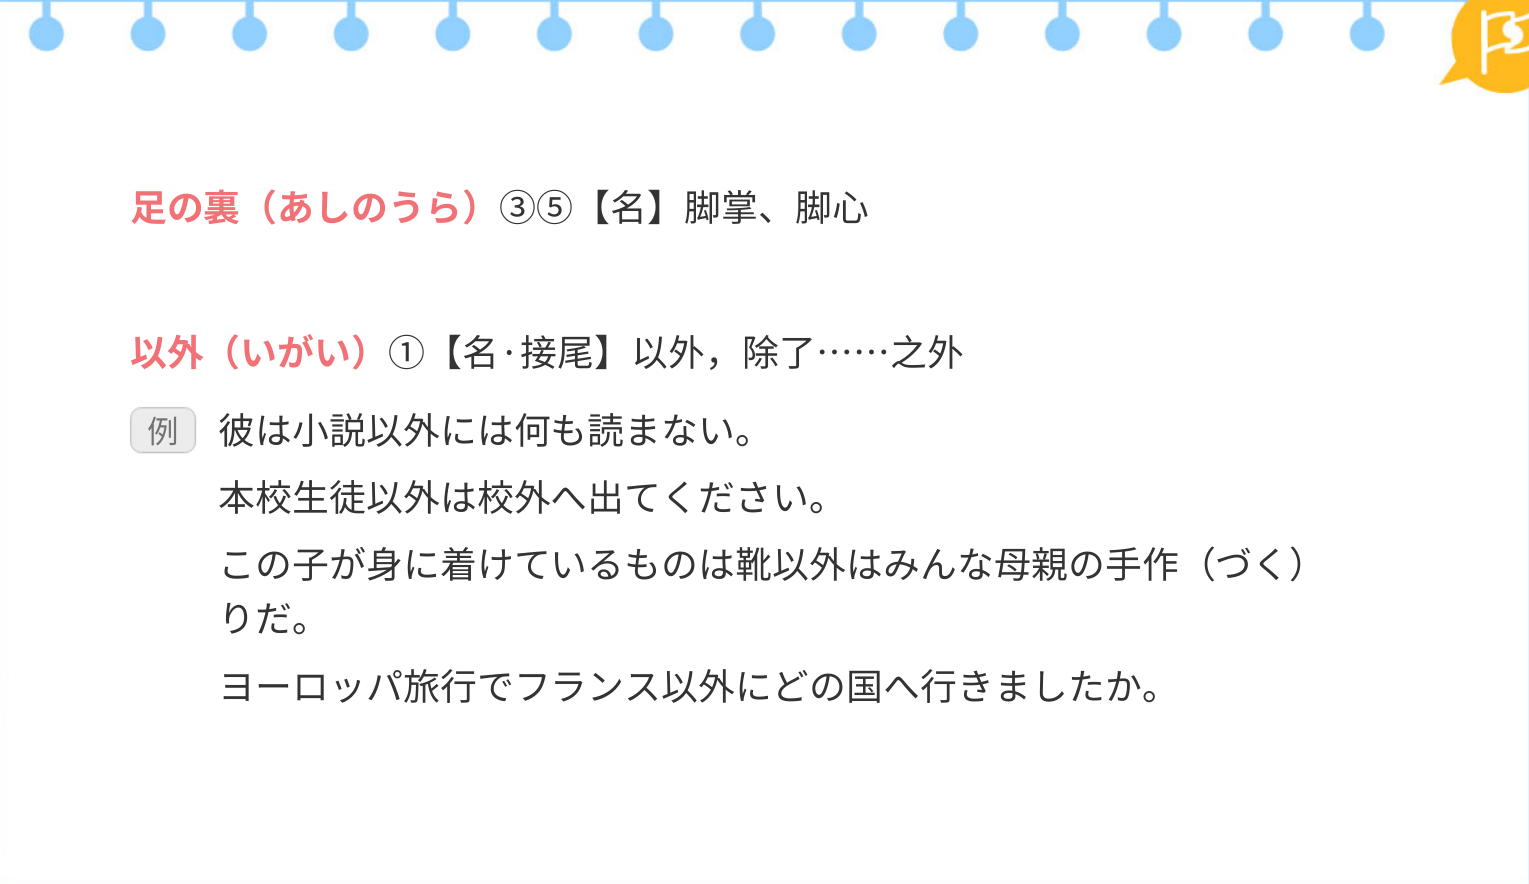 足の裏（あしのうら）③⑤【名】脚掌、脚心
以外（いがい）①【名·接尾】以外，除了……之外
例 彼は小説以外には何も読まない。
本校生徒以外は校外へ出てください。
この子が身に着けているものは靴以外はみんな母親の手作（づく）
りだ。
ヨーロッパ旅行でフランス以外にどの国へ行きましたか。